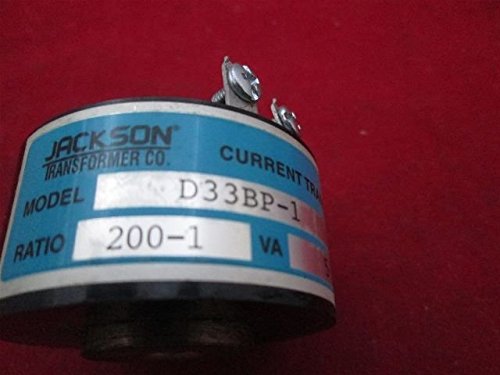 JACKSON®
TRANSFORMER CO.
CURRENT TRA
MODEL D33BP-1
RATIO 200-1 VA